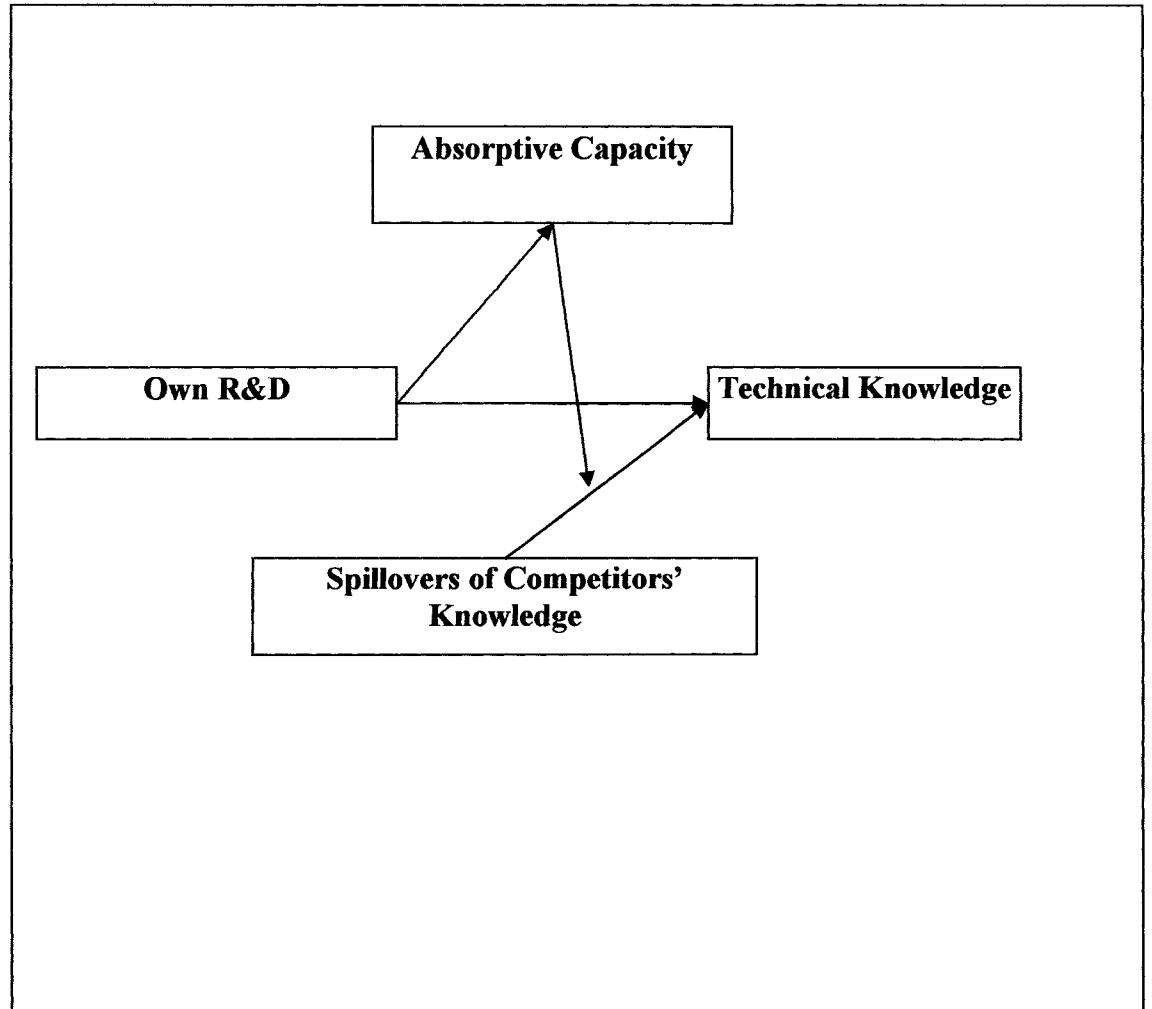 Absorptive Capacity
Own R&D
Technical Knowledge
Spillovers of Competitors’
Knowledge